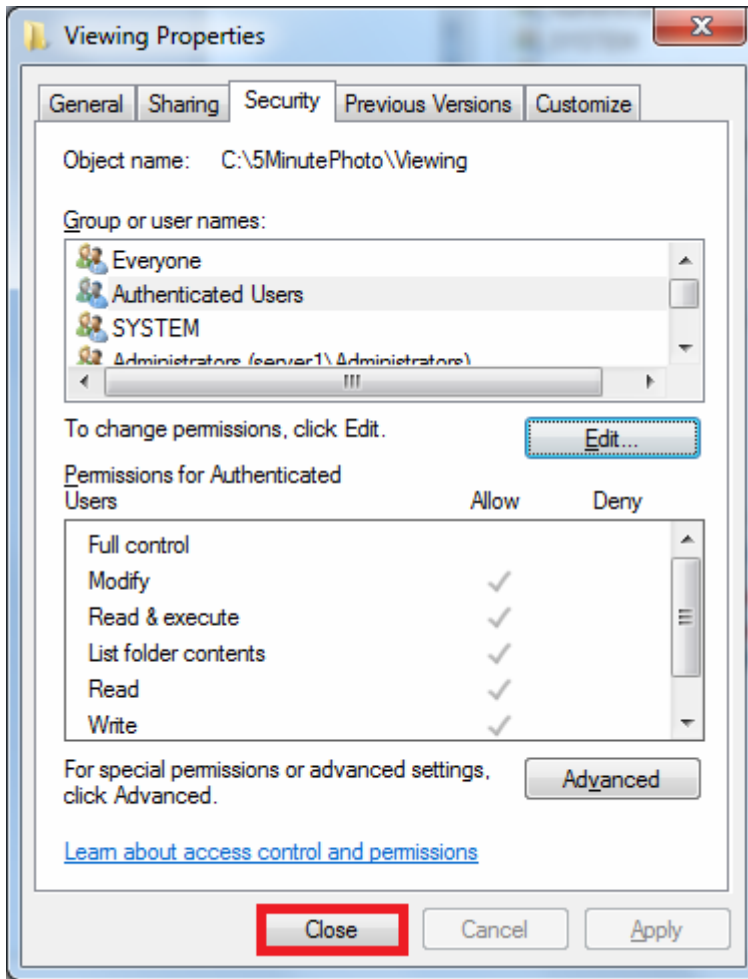 Viewing Properties
General Sharing Security Previous Versions Customize
Object name: C:\5MinutePhoto\Viewing
Group or user names:
Everyone
Authenticated Users
SYSTEM
Administrators (server1\Administrators)
To change permissions, click Edit.
Edit...
Permissions for Authenticated
Users Allow Deny
Full control
Modify
Read & execute
List folder contents
Read
Write
For special permissions or advanced settings,
click Advanced.
Advanced
Learn about access control and permissions
Close Cancel Apply